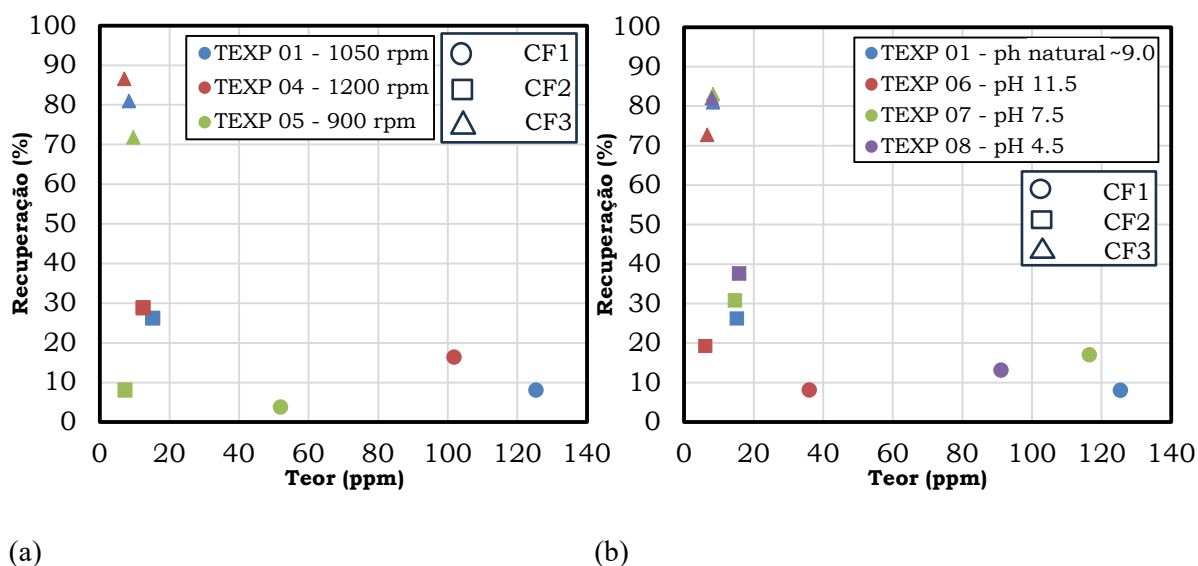 100
90
80
70
60
50
40
30
20
10
0
Recuperação (%)
TEXP 01 - 1050 rpm
TEXP 04 - 1200 rpm
TEXP 05 - 900 rpm
CF1
CF2
CF3
0 20 40 60 80 100 120 140
Teor (ppm)
(a)
100
90
80
70
60
50
40
30
20
10
0
Recuperação (%)
TEXP 01 - ph natural ~9.0
TEXP 06 - pH 11.5
TEXP 07 - pH 7.5
TEXP 08 - pH 4.5
CF1
CF2
CF3
0 20 40 60 80 100 120 140
Teor (ppm)
(b)